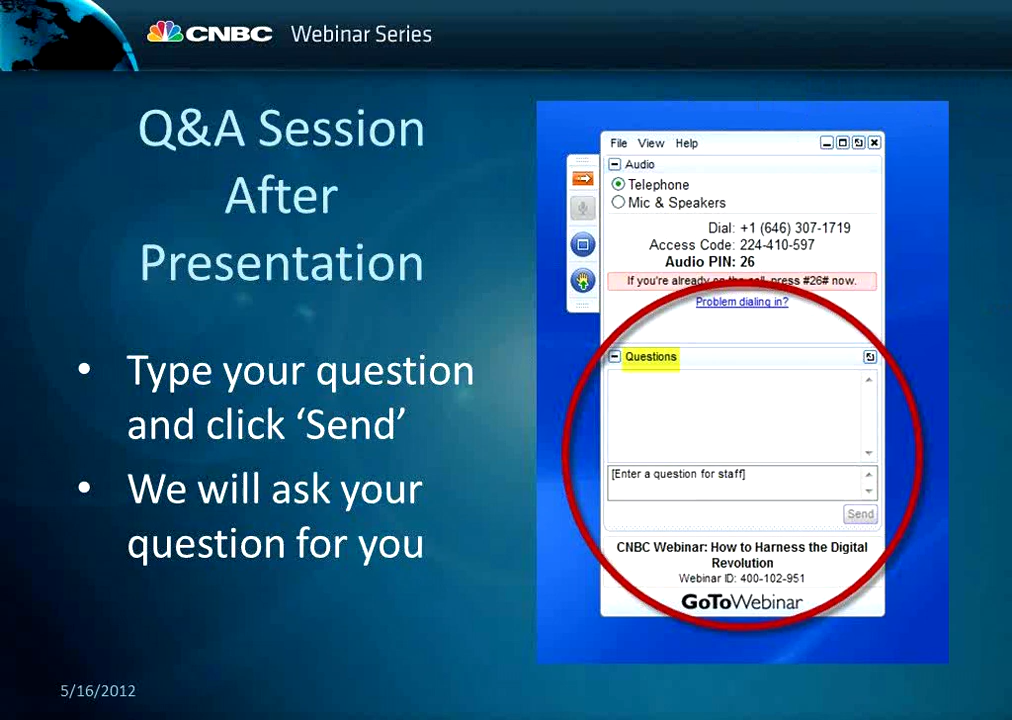 CNBC Webinar Series
Q&A Session
After
Presentation
• Type your question
and click ‘Send’
• We will ask your
question for you
5/16/2012
File View Help
Audio
Telephone
Mic & Speakers
Dial: +1 (646) 307-1719
Access Code: 224-410-597
Audio PIN: 26
If you're already on the call, press #26# now.
Problem dialing in?
Questions
[Enter a question for staff]
Send
CNBC Webinar: How to Harness the Digital
Revolution
Webinar ID: 400-102-951
GoToWebinar